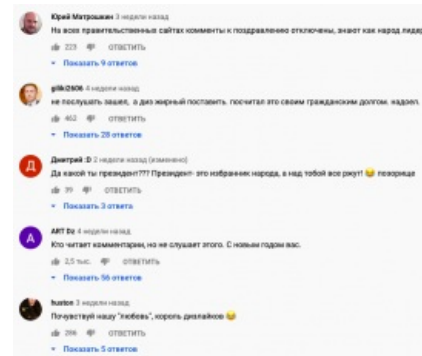 Юрий Матрошкин 3 недели назад
На всех правительственных сайтах комменты к поздравлению отключены, знают как народ лидер
223 ОТВЕТИТЬ
Показать 9 ответов
4 недели назад
не послушать зашел, а диз жирный поставить. посчитал это своим гражданским долгом. надоел.
462 ОТВЕТИТЬ
Показать 28 ответов
Д
Дмитрий :D 2 недели назад (изменено)
Да какой ты президент??? Президент- это избранник народа, а над тобой все ржут! 😂 позорище
39 ОТВЕТИТЬ
Показать 3 ответа
A
ART Dz 4 недели назад
Кто читает комментарии, но не слушает этого. С новым годом вас.
2,5 тыс. ОТВЕТИТЬ
Показать 56 ответов
huston 3 недели назад
Почувствуй нашу "любовь", король дизлайков 😂
286 ОТВЕТИТЬ
Показать 5 ответов